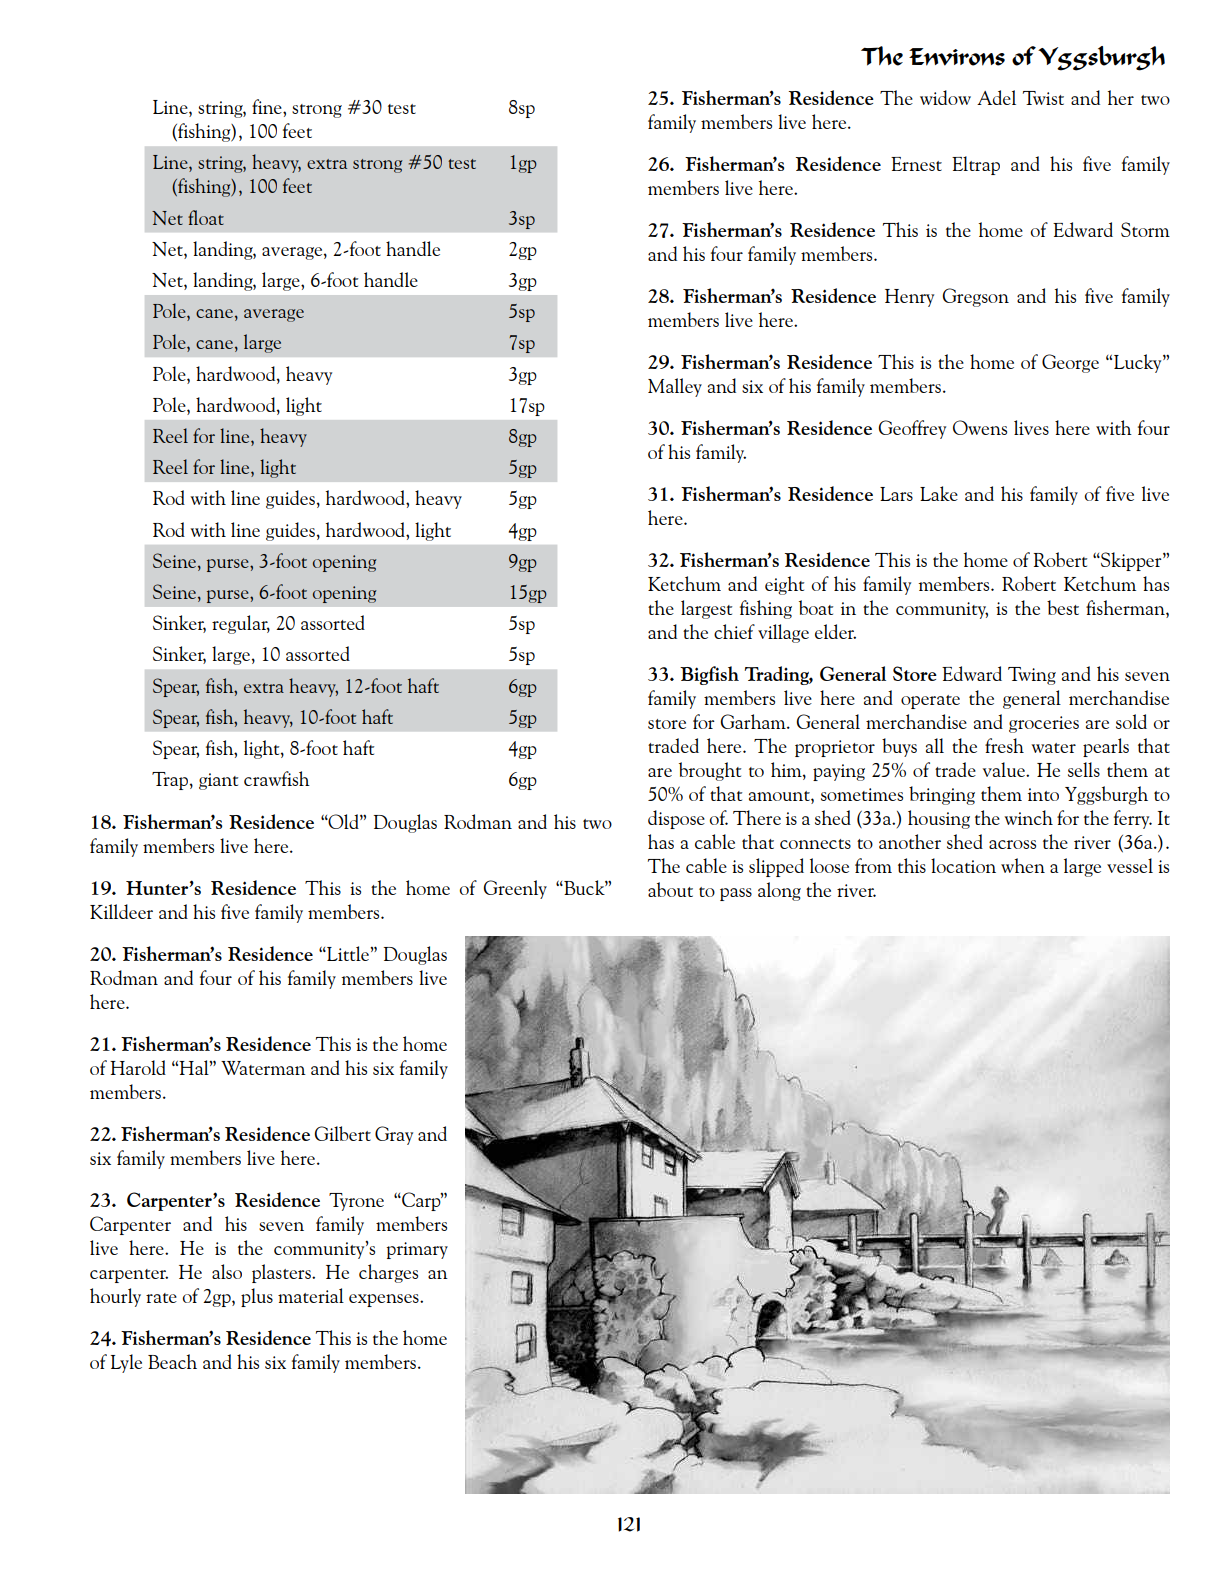 The Environs of Yggsburgh
Line, string, fine, strong #30 test 8sp
(fishing), 100 feet
Line, string, heavy, extra strong #50 test 1gp
(fishing), 100 feet
Net float 3sp
Net, landing, average, 2-foot handle 2gp
Net, landing, large, 6-foot handle 3gp
Pole, cane, average 5sp
Pole, cane, large 7sp
Pole, hardwood, heavy 3gp
Pole, hardwood, light 17sp
Reel for line, heavy 8gp
Reel for line, light 5gp
Rod with line guides, hardwood, heavy 5gp
Rod with line guides, hardwood, light 4gp
Seine, purse, 3-foot opening 9gp
Seine, purse, 6-foot opening 15gp
Sinker, regular, 20 assorted 5sp
Sinker, large, 10 assorted 5sp
Spear, fish, extra heavy, 12-foot haft 6gp
Spear, fish, heavy, 10-foot haft 5gp
Spear, fish, light, 8-foot haft 4gp
Trap, giant crawfish 6gp
18. Fisherman's Residence “Old” Douglas Rodman and his two
family members live here.
19. Hunter's Residence This is the home of Greenly “Buck”
Killdeer and his five family members.
20. Fisherman's Residence “Little” Douglas
Rodman and four of his family members live
here.
21. Fisherman's Residence This is the home
of Harold “Hal” Waterman and his six family
members.
22. Fisherman's Residence Gilbert Gray and
six family members live here.
23. Carpenter's Residence Tyrone “Carp”
Carpenter and his seven family members
live here. He is the community's primary
carpenter. He also plasters. He charges an
hourly rate of 2gp, plus material expenses.
24. Fisherman's Residence This is the home
of Lyle Beach and his six family members.
25. Fisherman's Residence The widow Adel Twist and her two
family members live here.
26. Fisherman's Residence Ernest Eltrap and his five family
members live here.
27. Fisherman's Residence This is the home of Edward Storm
and his four family members.
28. Fisherman's Residence Henry Gregson and his five family
members live here.
29. Fisherman's Residence This is the home of George “Lucky”
Malley and six of his family members.
30. Fisherman's Residence Geoffrey Owens lives here with four
of his family.
31. Fisherman's Residence Lars Lake and his family of five live
here.
32. Fisherman's Residence This is the home of Robert “Skipper”
Ketchum and eight of his family members. Robert Ketchum has
the largest fishing boat in the community, is the best fisherman,
and the chief village elder.
33. Bigfish Trading, General Store Edward Twing and his seven
family members live here and operate the general merchandise
store for Garham. General merchandise and groceries are sold or
traded here. The proprietor buys all the fresh water pearls that
are brought to him, paying 25% of trade value. He sells them at
50% of that amount, sometimes bringing them into Yggsburgh to
dispose of. There is a shed (33a.) housing the winch for the ferry. It
has a cable that connects to another shed across the river (36a.).
The cable is slipped loose from this location when a large vessel is
about to pass along the river.
121